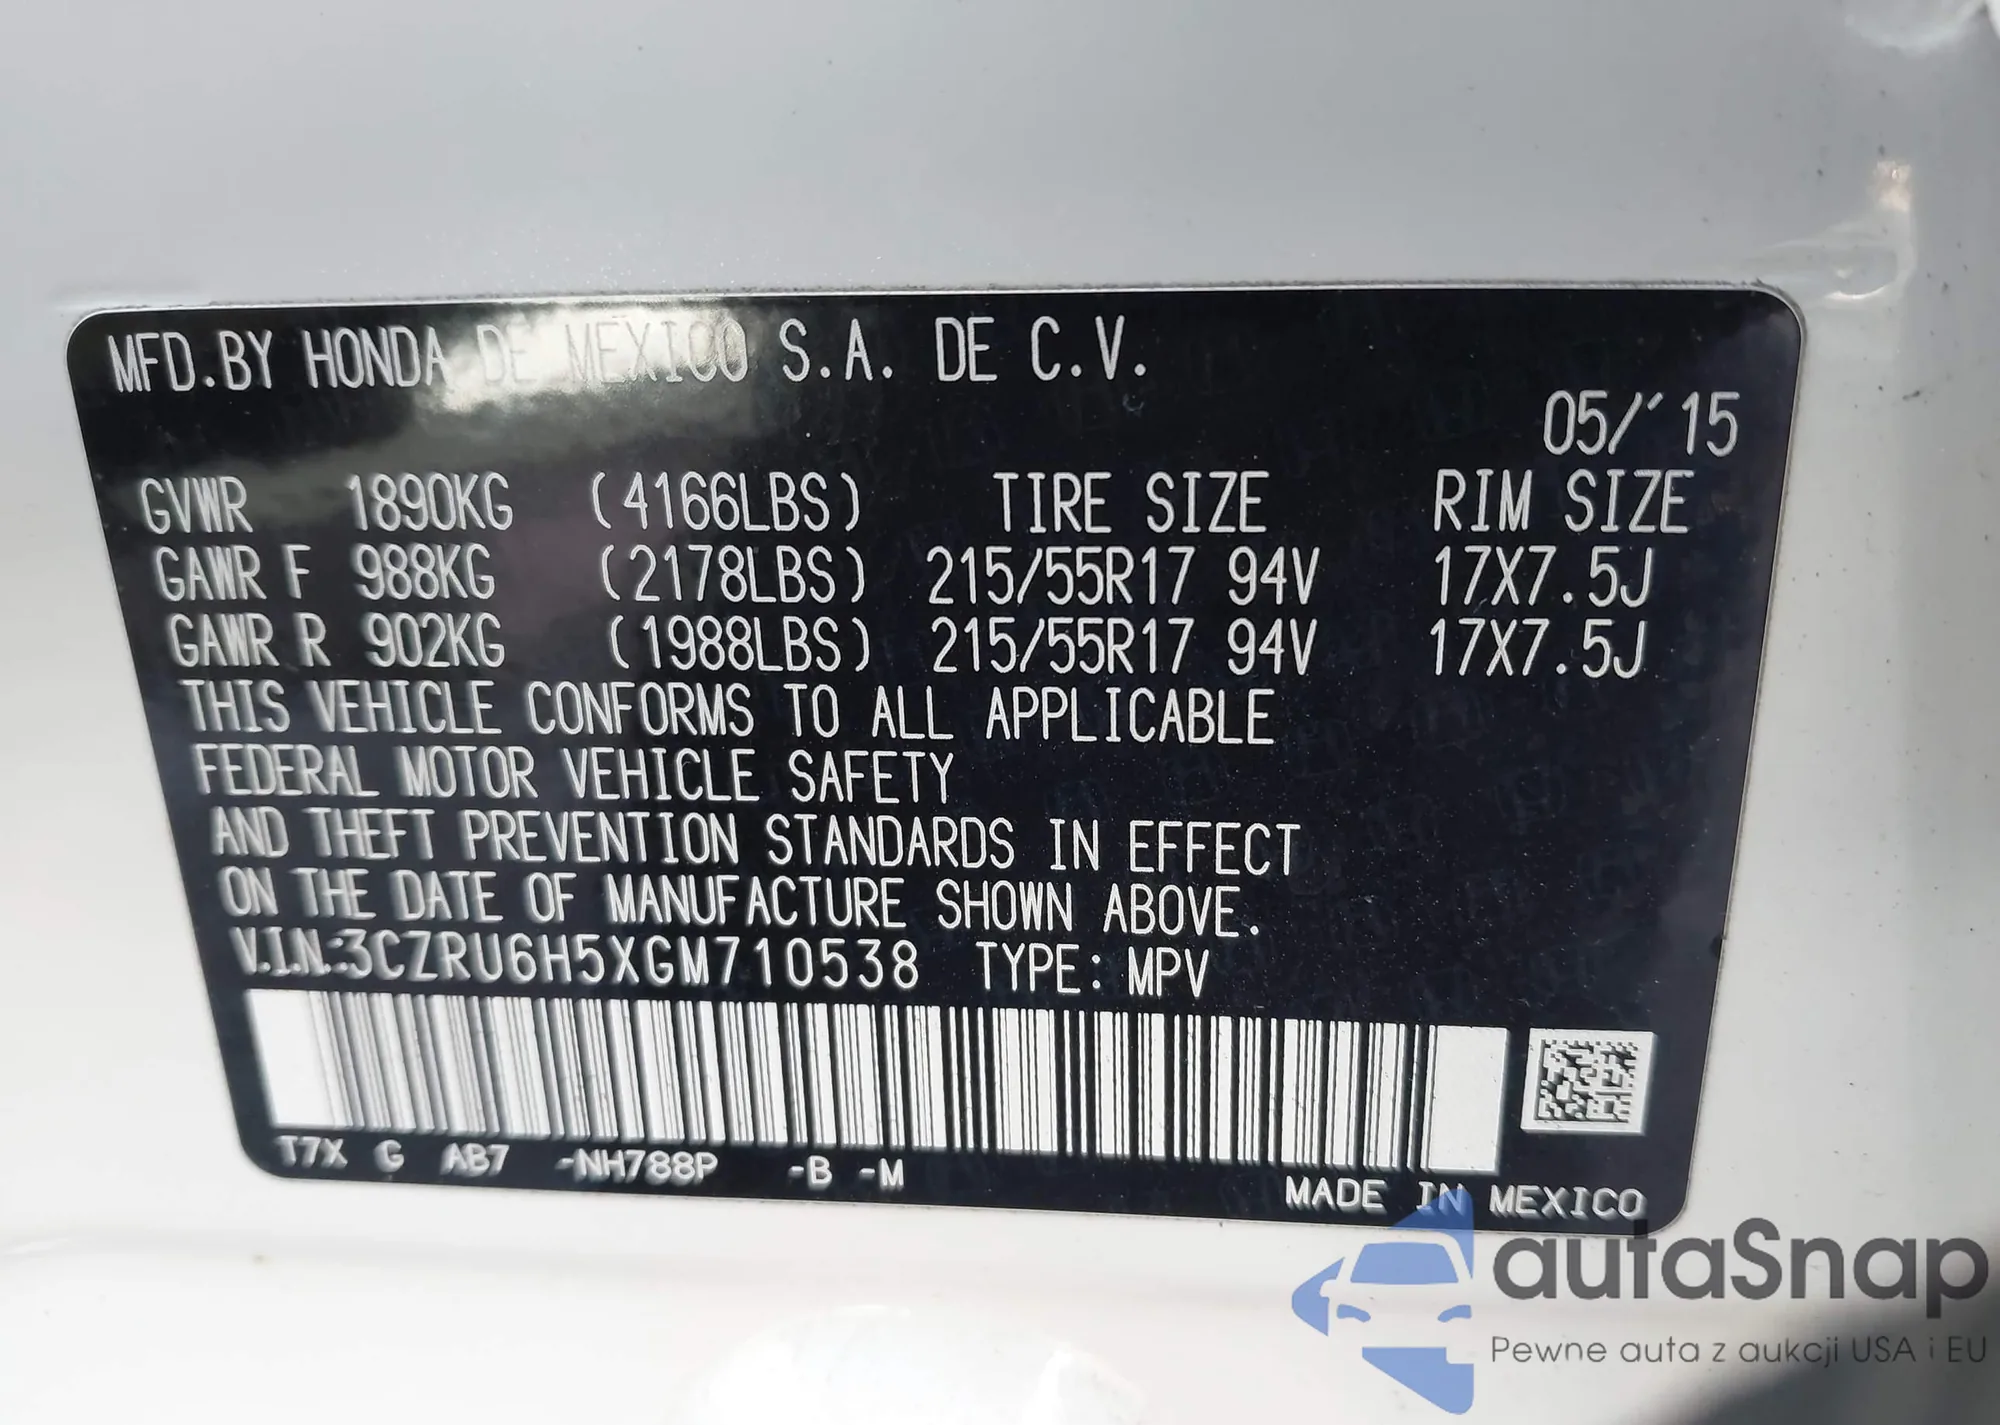 MFD.BY HONDA DE MEXICO S.A. DE C.V.
05/'15
GVWR 1890KG (4166LBS) TIRE SIZE RIM SIZE
GAWR F 988KG (2178LBS) 215/55R17 94V 17X7.5J
GAWR R 902KG (1988LBS) 215/55R17 94V 17X7.5J
THIS VEHICLE CONFORMS TO ALL APPLICABLE
FEDERAL MOTOR VEHICLE SAFETY
AND THEFT PREVENTION STANDARDS IN EFFECT
ON THE DATE OF MANUFACTURE SHOWN ABOVE.
V.I.N.:3CZRU6H5XGM710538 TYPE: MPV
T7X G AB7 -NH788P -B -M
MADE IN MEXICO
autaSnap
Pewne auta z aukcji USA i EU